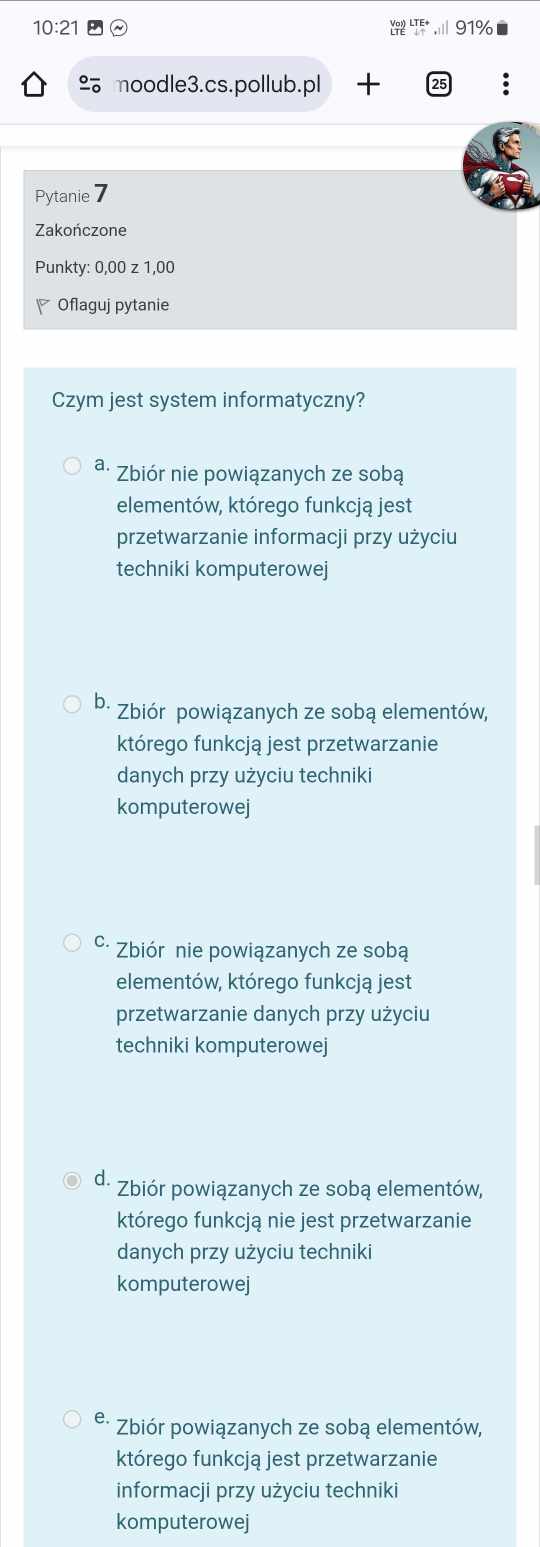 10:21 Vo)) LTE LTE+ 91%
moodle3.cs.pollub.pl 25
Pytanie 7
Zakończone
Punkty: 0,00 z 1,00
Oflaguj pytanie
Czym jest system informatyczny?
a. Zbiór nie powiązanych ze sobą
elementów, którego funkcją jest
przetwarzanie informacji przy użyciu
techniki komputerowej
b. Zbiór powiązanych ze sobą elementów,
którego funkcją jest przetwarzanie
danych przy użyciu techniki
komputerowej
c. Zbiór nie powiązanych ze sobą
elementów, którego funkcją jest
przetwarzanie danych przy użyciu
techniki komputerowej
d. Zbiór powiązanych ze sobą elementów,
którego funkcją nie jest przetwarzanie
danych przy użyciu techniki
komputerowej
e. Zbiór powiązanych ze sobą elementów,
którego funkcją jest przetwarzanie
informacji przy użyciu techniki
komputerowej